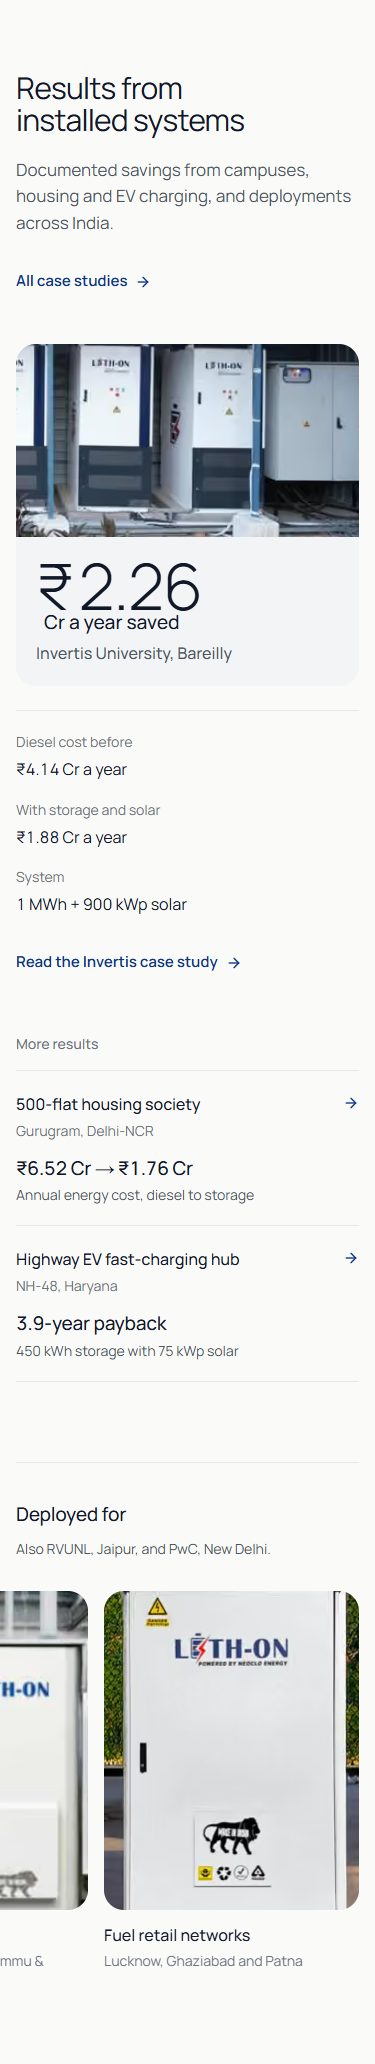 Results from
installed systems
Documented savings from campuses,
housing and EV charging, and deployments
across India.
All case studies →
LITH-ON
LITH-ON
₹2.26
Cr a year saved
Invertis University, Bareilly
Diesel cost before
₹4.14 Cr a year
With storage and solar
₹1.88 Cr a year
System
1 MWh + 900 kWp solar
Read the Invertis case study →
More results
500-flat housing society →
Gurugram, Delhi-NCR
₹6.52 Cr → ₹1.76 Cr
Annual energy cost, diesel to storage
Highway EV fast-charging hub →
NH-48, Haryana
3.9-year payback
450 kWh storage with 75 kWp solar
Deployed for
Also RVUNL, Jaipur, and PwC, New Delhi.
H-ON
LITH-ON
POWERED BY NEOCLO ENERGY
MADE IN INDIA
Fuel retail networks
mmu &
Lucknow, Ghaziabad and Patna